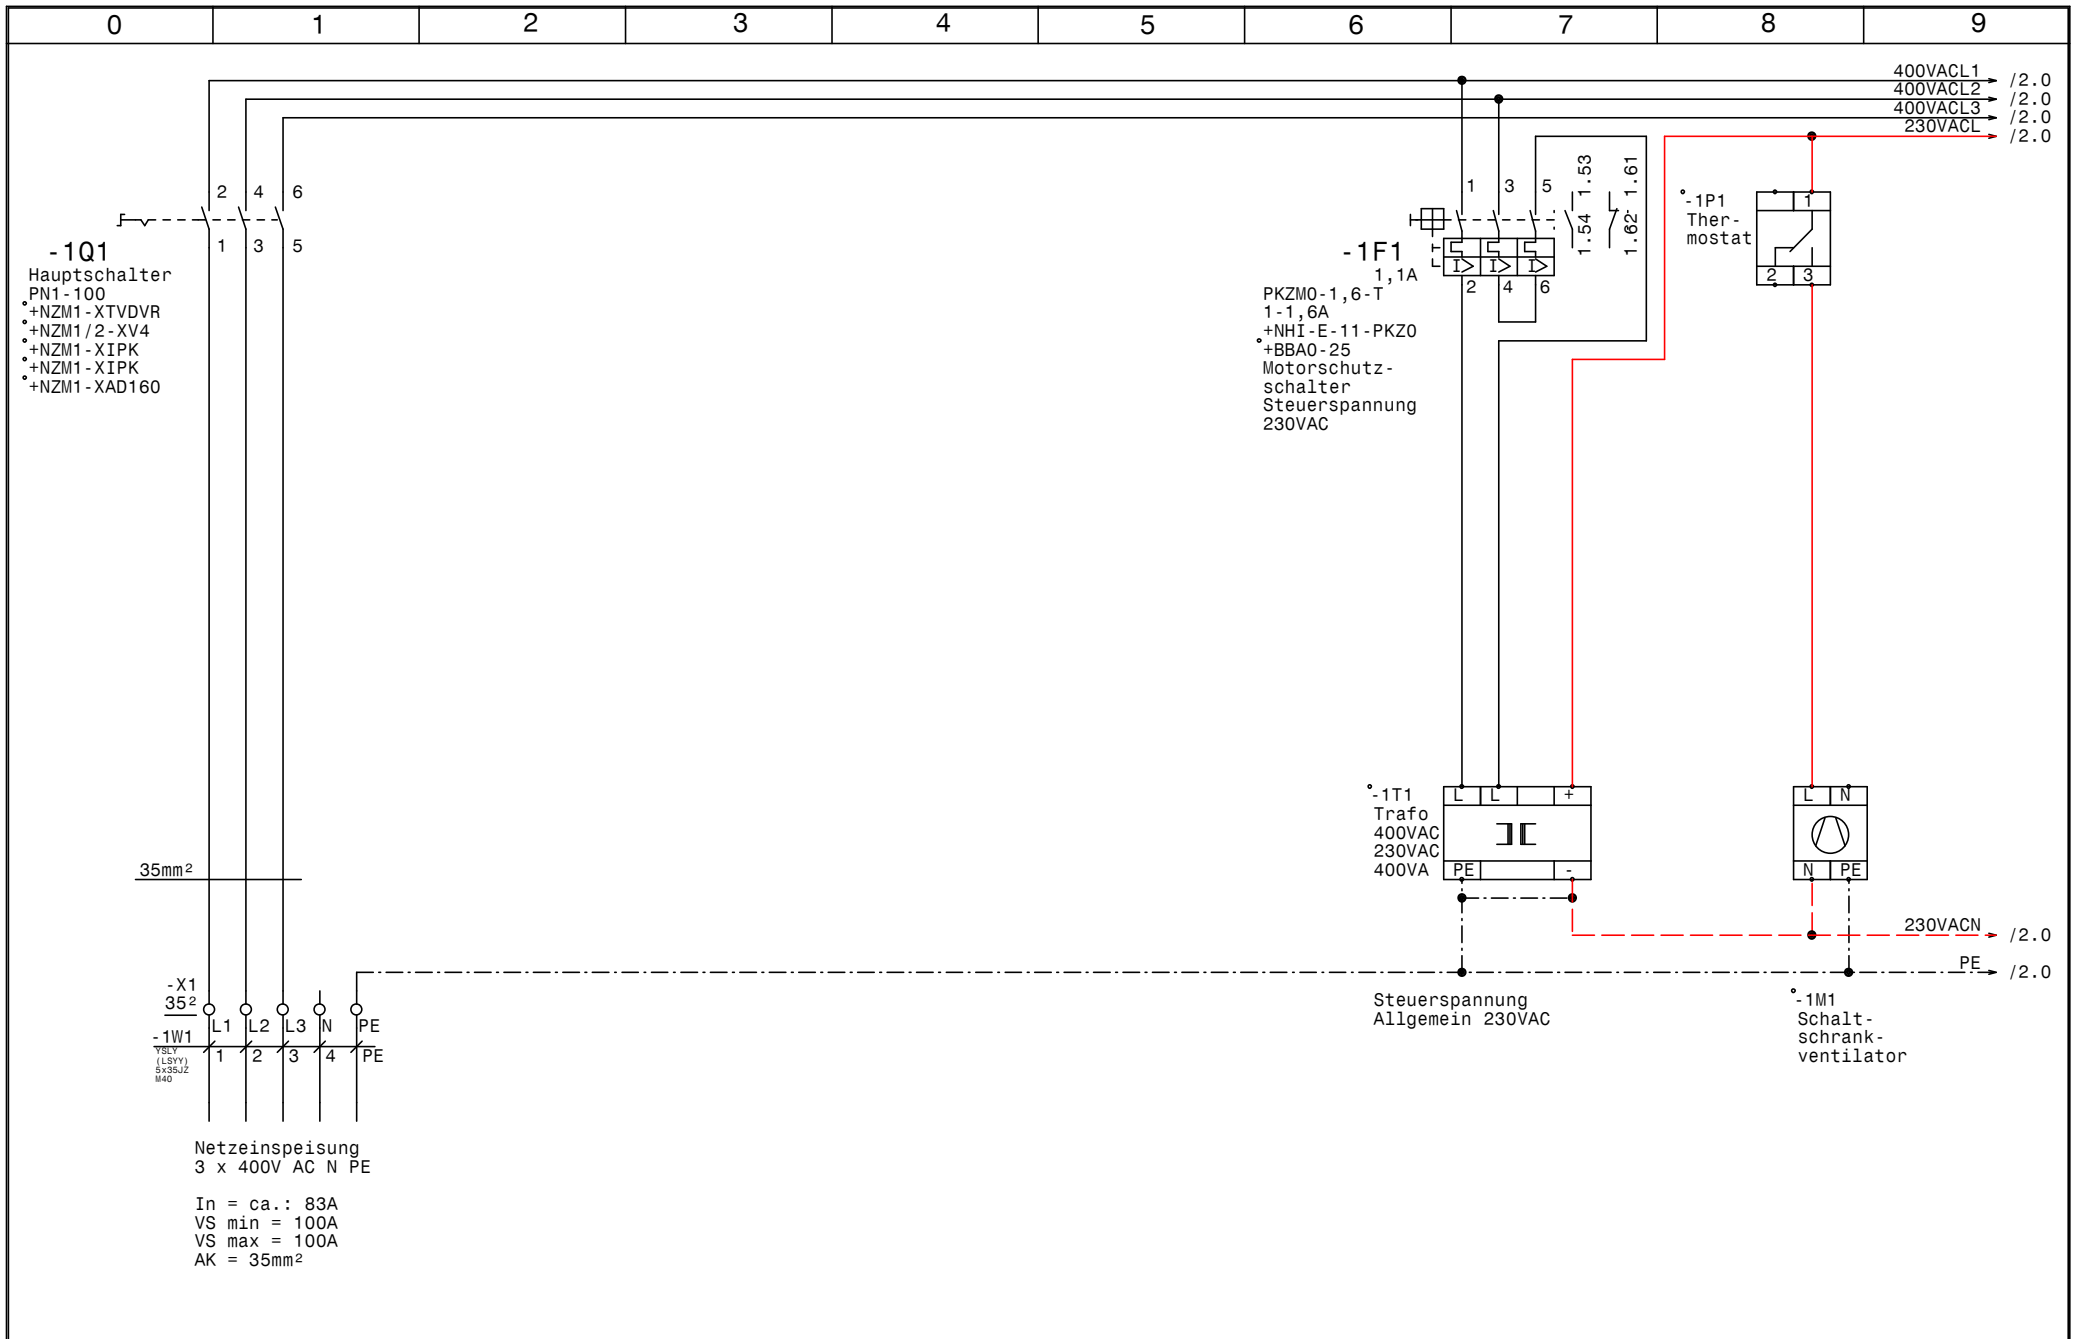 0 1 2 3 4 5 6 7 8 9
400VACL1 /2.0
400VACL2 /2.0
400VACL3 /2.0
230VACL /2.0
2 4 6
1 3 5
-1Q1
Hauptschalter
PN1-100
°+NZM1-XTVDVR
°+NZM1/2-XV4
°+NZM1-XIPK
°+NZM1-XIPK
°+NZM1-XAD160
1 3 5
1.53
1.54
1.61
1.62
-1F1
1,1A
I> I> I>
2 4 6
PKZM0-1,6-T
1-1,6A
+NHI-E-11-PKZ0
°+BBA0-25
Motorschutz-
schalter
Steuerspannung
230VAC
°-1P1
Ther-
mostat
1
2 3
°-1T1
Trafo
400VAC
230VAC
400VA
L L +
PE -
L N
N PE
35mm²
230VACN /2.0
PE /2.0
-X1
35²
L1 L2 L3 N PE
-1W1
1 2 3 4 PE
YSLY
(LSYY)
5x35JZ
M40
Steuerspannung
Allgemein 230VAC
°-1M1
Schalt-
schrank-
ventilator
Netzeinspeisung
3 x 400V AC N PE
In = ca.: 83A
VS min = 100A
VS max = 100A
AK = 35mm²